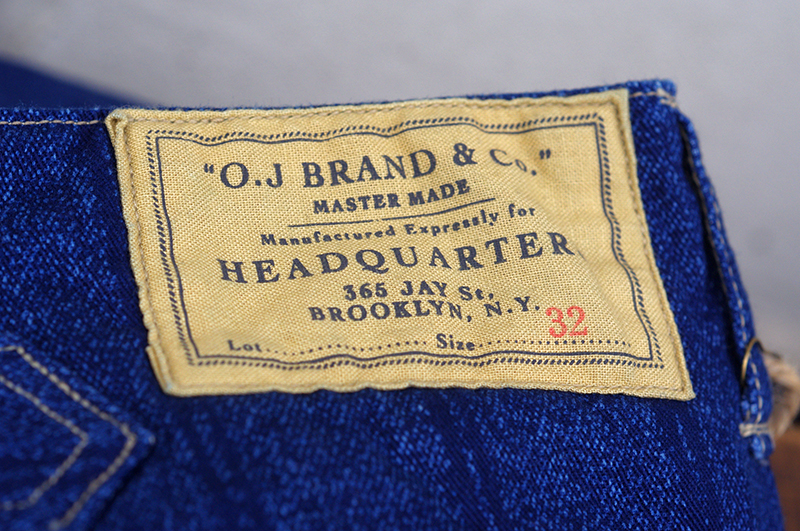 "O.J BRAND & Co."
MASTER MADE
Manufactured Expressly for
HEADQUARTER
365 JAY St,
BROOKLYN, N.Y.
Lot.................... Size.................... 32